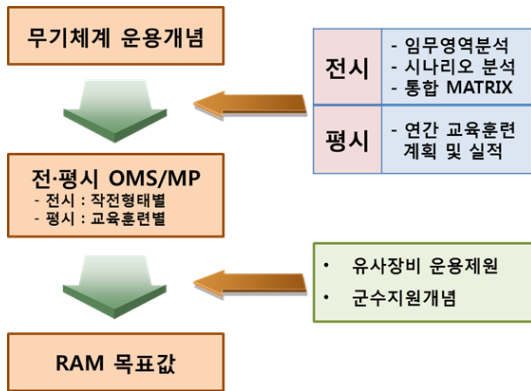 무기체계 운용개념
전시
- 임무영역분석
- 시나리오 분석
- 통합 MATRIX
평시
- 연간 교육훈련
계획 및 실적
전·평시 OMS/MP
- 전시 : 작전형태별
- 평시 : 교육훈련별
• 유사장비 운용제원
• 군수지원개념
RAM 목표값